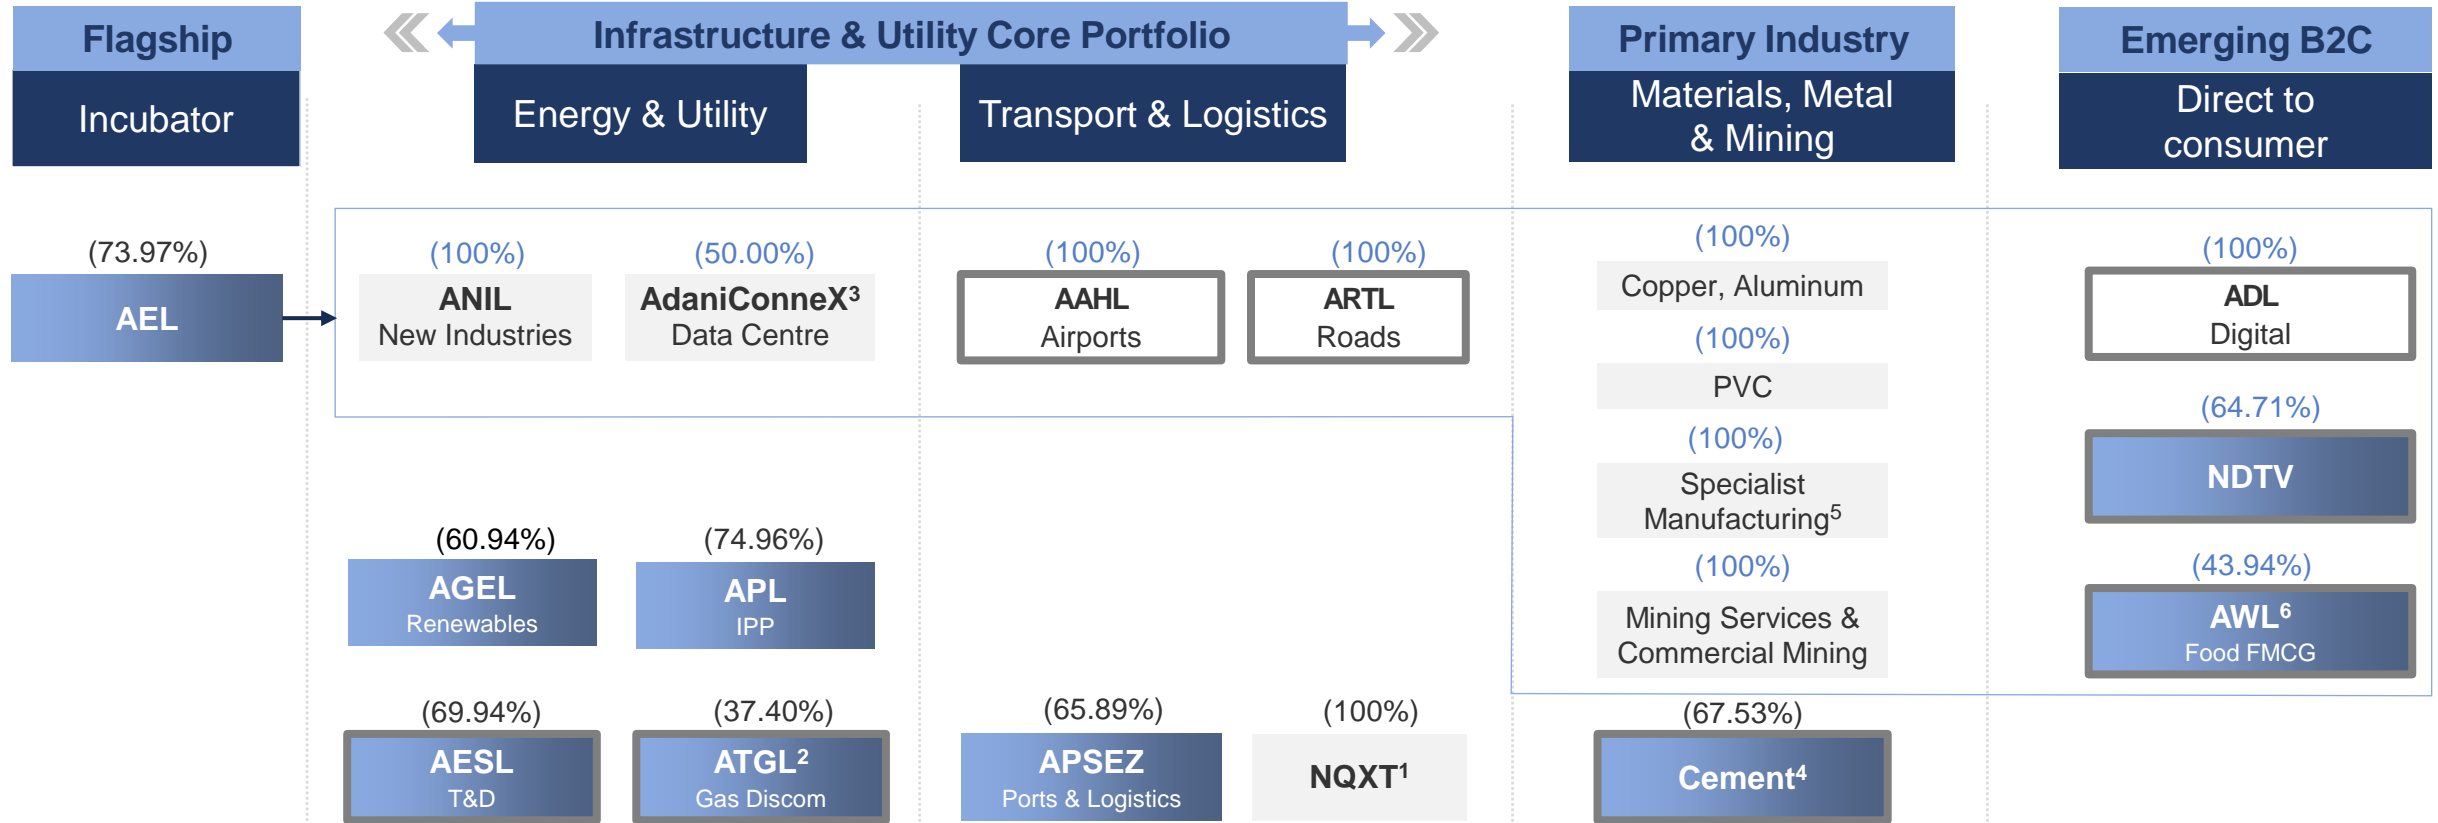 Flagship
Incubator
Infrastructure & Utility Core Portfolio
Energy & Utility
Transport & Logistics
Primary Industry
Materials, Metal
& Mining
Emerging B2C
Direct to
consumer
(73.97%)
AEL
(100%)
ANIL
New Industries
(50.00%)
AdaniConneX³
Data Centre
(100%)
AAHL
Airports
(100%)
ARTL
Roads
(100%)
Copper, Aluminum
(100%)
PVC
(100%)
Specialist
Manufacturing⁵
(100%)
Mining Services &
Commercial Mining
(100%)
ADL
Digital
(64.71%)
NDTV
(43.94%)
AWL⁶
Food FMCG
(60.94%)
AGEL
Renewables
(74.96%)
APL
IPP
(69.94%)
AESL
T&D
(37.40%)
ATGL²
Gas Discom
(65.89%)
APSEZ
Ports & Logistics
(100%)
NQXT¹
(67.53%)
Cement⁴